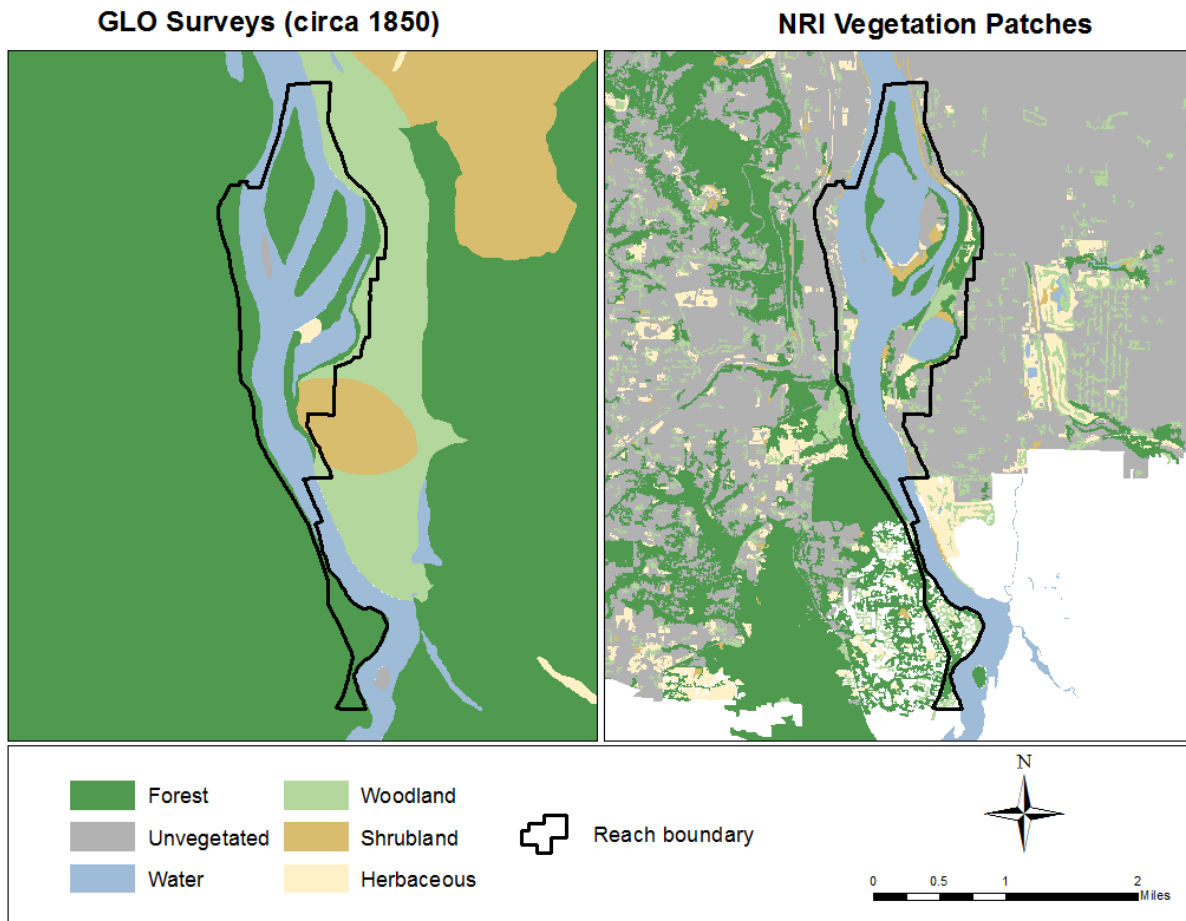 GLO Surveys (circa 1850)
NRI Vegetation Patches
Forest
Woodland
Unvegetated
Shrubland
Reach boundary
Water
Herbaceous
N
0 0.5 1 2
Miles